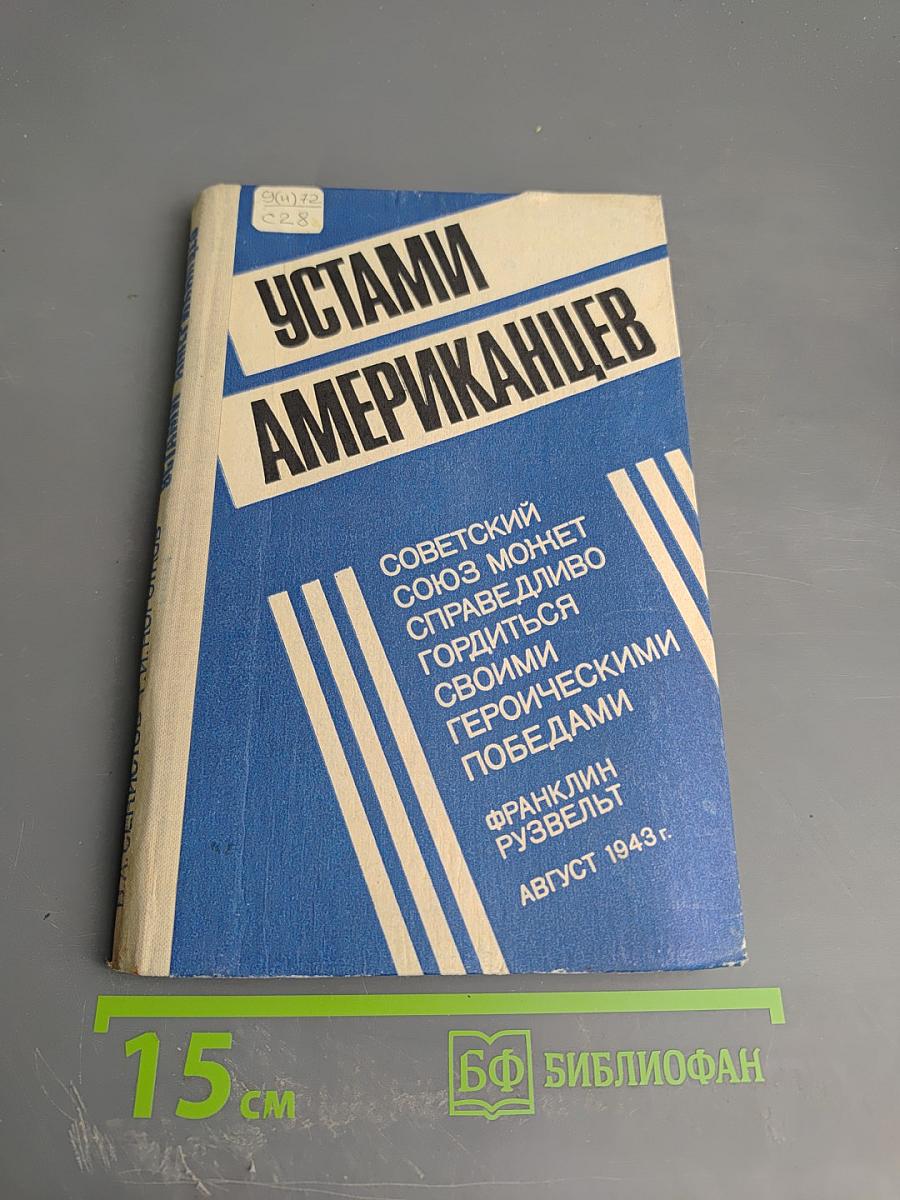 9(И)72
С28
УСТАМИ
АМЕРИКАНЦЕВ
СОВЕТСКИЙ
СОЮЗ МОЖЕТ
СПРАВЕДЛИВО
ГОРДИТЬСЯ
СВОИМИ
ГЕРОИЧЕСКИМИ
ПОБЕДАМИ
ФРАНКЛИН
РУЗВЕЛЬТ
АВГУСТ 1943 г.
15 см
БФ БИБЛИОФАН